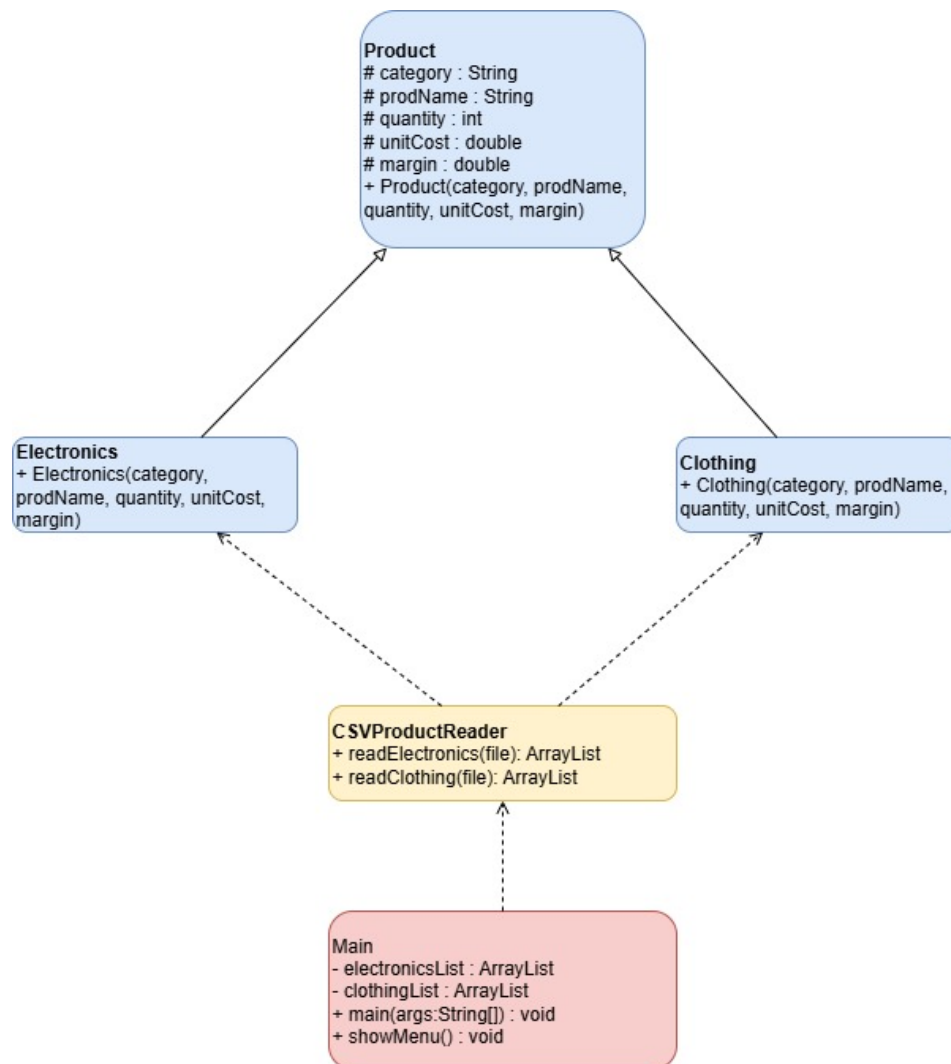 Product
# category : String
# prodName : String
# quantity : int
# unitCost : double
# margin : double
+ Product(category, prodName,
quantity, unitCost, margin)
Electronics
+ Electronics(category,
prodName, quantity, unitCost,
margin)
Clothing
+ Clothing(category, prodName,
quantity, unitCost, margin)
CSVProductReader
+ readElectronics(file): ArrayList
+ readClothing(file): ArrayList
Main
- electronicsList : ArrayList
- clothingList : ArrayList
+ main(args:String[]) : void
+ showMenu() : void